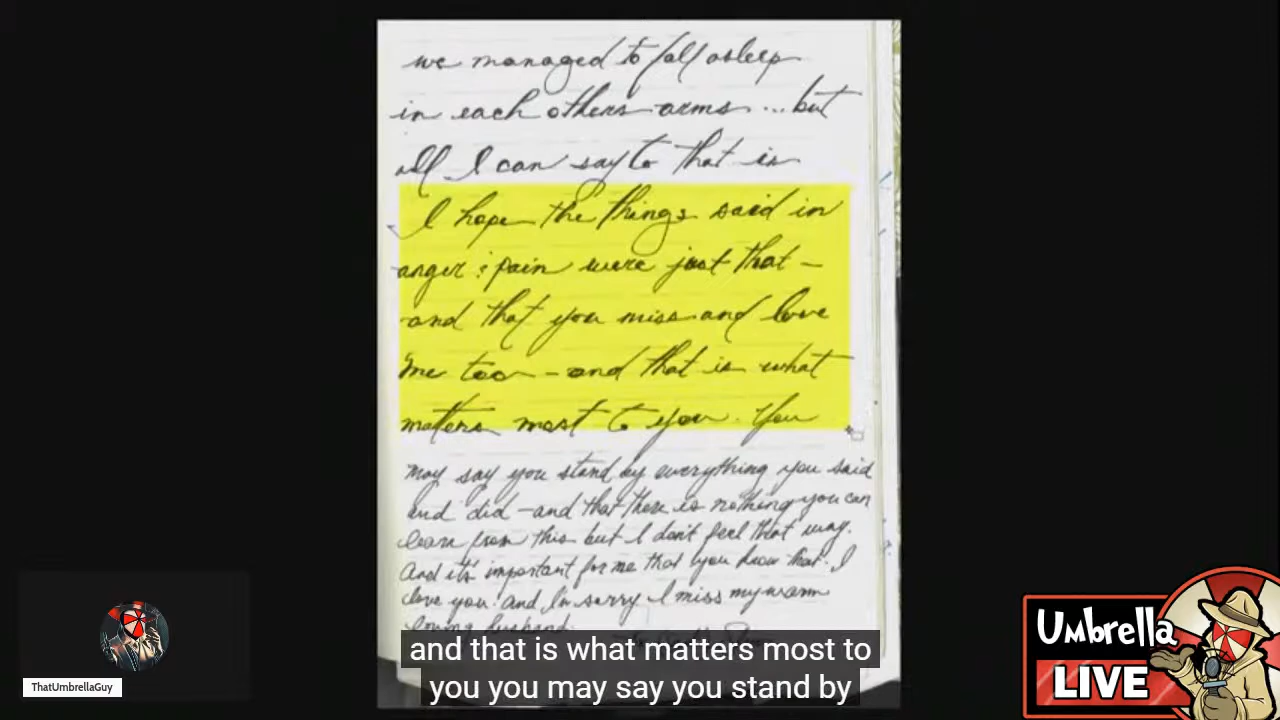 we managed to fall asleep
in each others arms ... but
all I can say to that is
I hope the things said in
anger & pain were just that —
and that you miss and love
me too — and that is what
matters most to you. You
may say you stand by everything you said
and did — and that there is nothing you can
learn from this but I don't feel that way.
And it's important for me that you know that. I
love you. And I'm sorry. I miss my warm
loving husband.
and that is what matters most to
you you may say you stand by
ThatUmbrellaGuy
Umbrella
LIVE